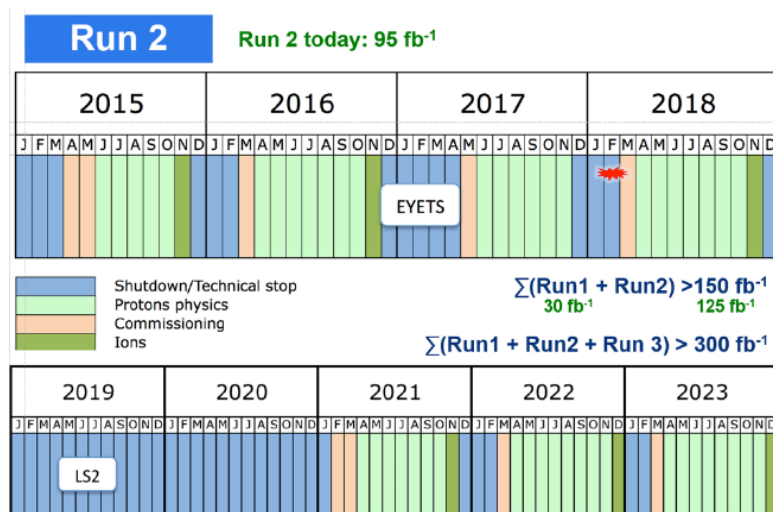 Run 2
Run 2 today: 95 fb-1
2015 2016 2017 2018
J F M A M J J A S O N D J F M A M J J A S O N D J F M A M J J A S O N D J F M A M J J A S O N D
EYETS
Shutdown/Technical stop
Protons physics
Commissioning
Ions
∑(Run1 + Run2) >150 fb-1
30 fb-1 125 fb-1
∑(Run1 + Run2 + Run 3) > 300 fb-1
2019 2020 2021 2022 2023
J F M A M J J A S O N D J F M A M J J A S O N D J F M A M J J A S O N D J F M A M J J A S O N D J F M A M J J A S O N D
LS2